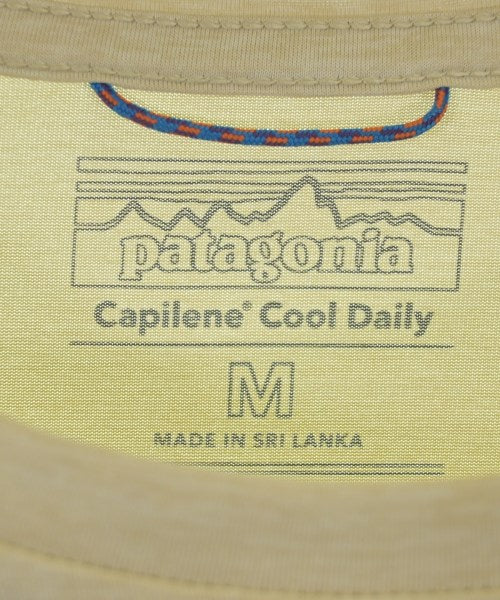 patagonia
Capilene® Cool Daily
M
MADE IN SRI LANKA